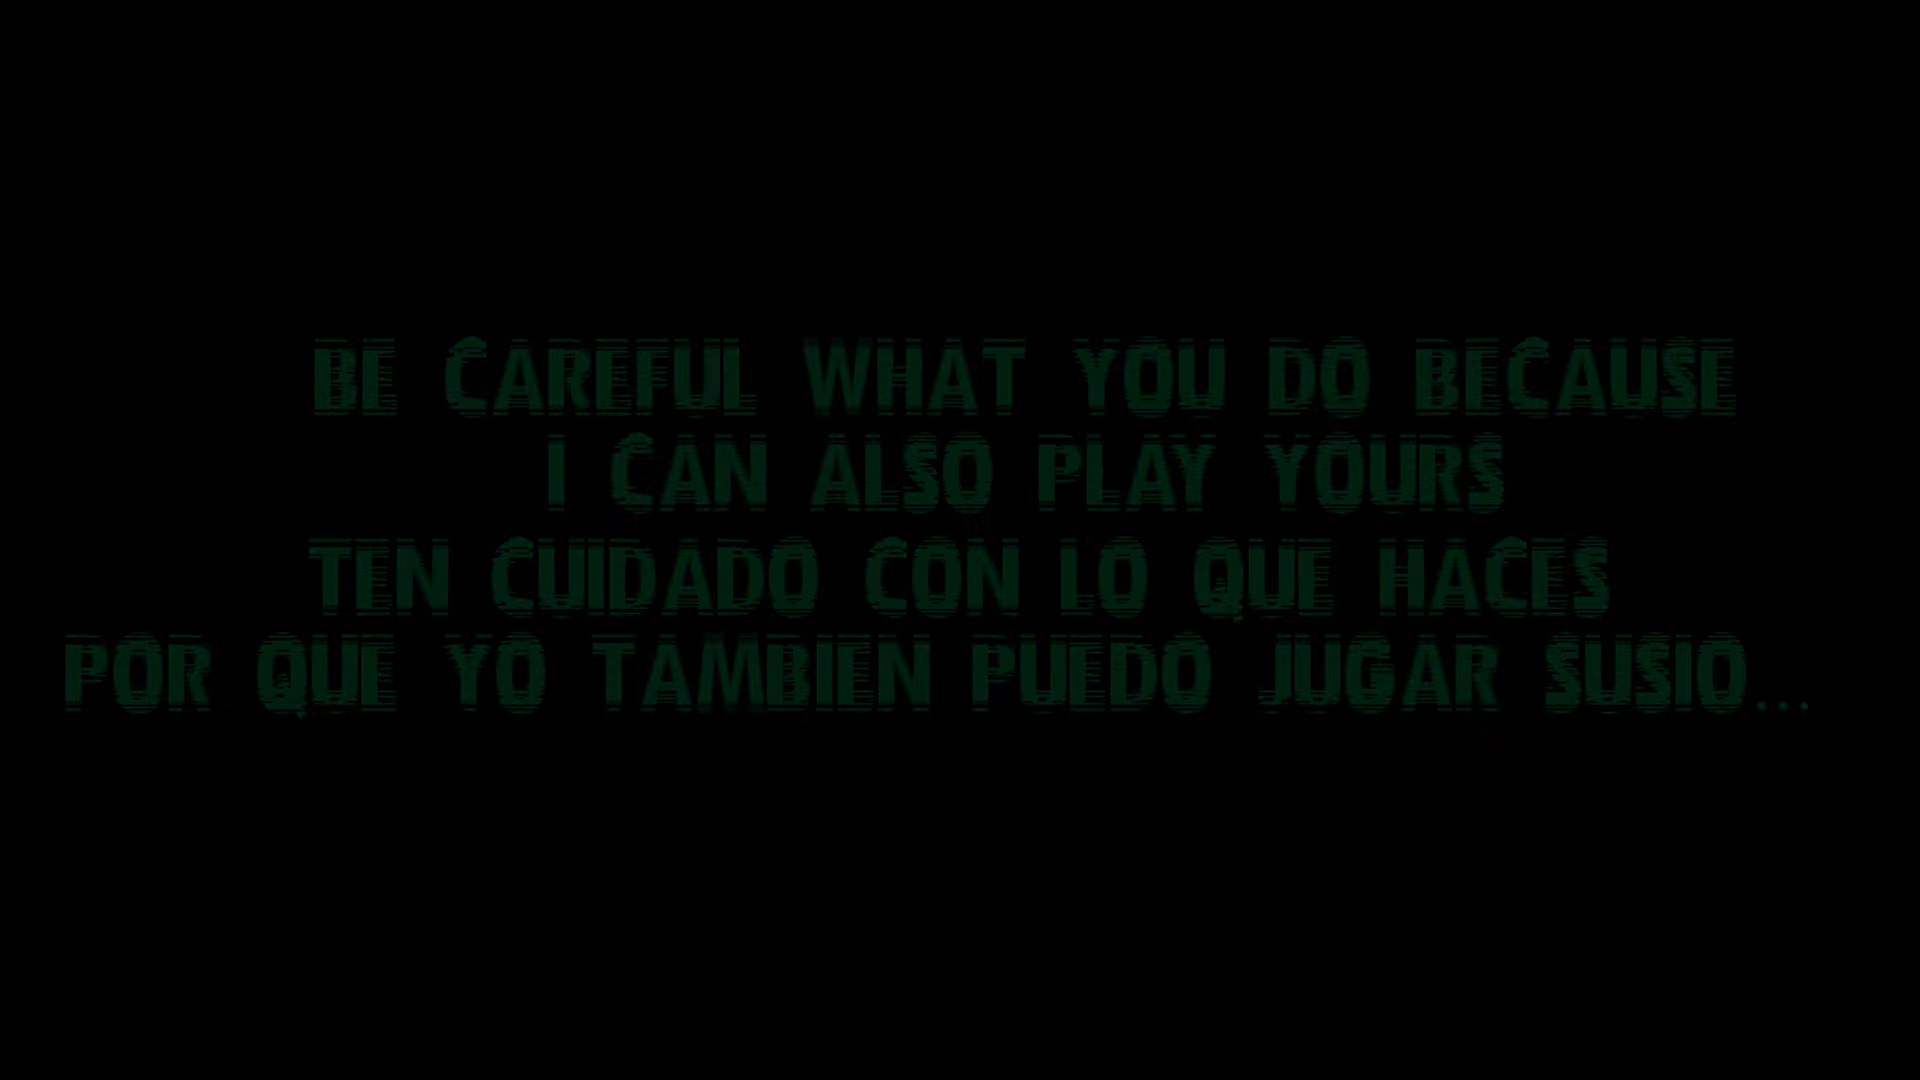 BE CAREFUL WHAT YOU DO BECAUSE
I CAN ALSO PLAY YOURS
TEN CUIDADO CON LO QUE HACES
POR QUE YO TAMBIEN PUEDO JUGAR SUSIO...